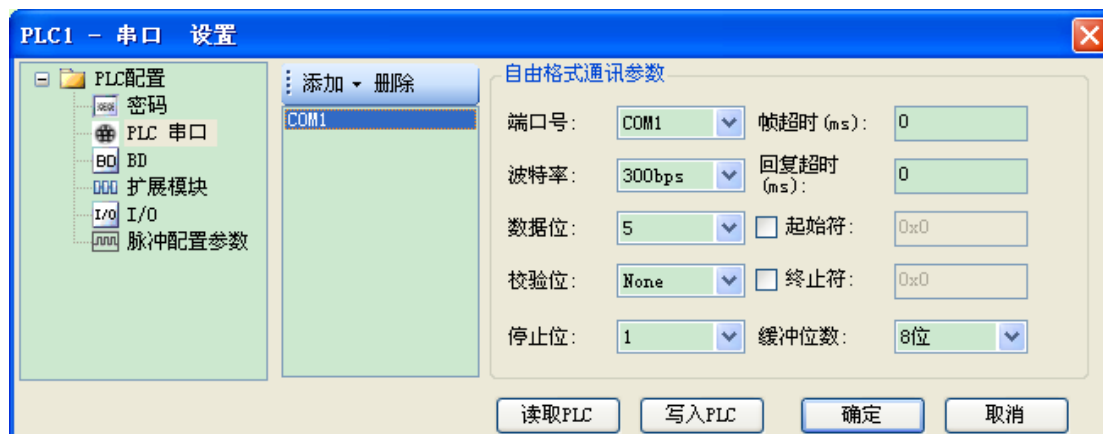 PLC1 - 串口 设置
PLC配置
密码
PLC 串口
BD BD
扩展模块
I/O I/O
脉冲配置参数
添加 删除
COM1
自由格式通讯参数
端口号: COM1 帧超时(ms): 0
波特率: 300bps 回复超时(ms): 0
数据位: 5 起始符: 0x0
校验位: None 终止符: 0x0
停止位: 1 缓冲位数: 8位
读取PLC 写入PLC 确定 取消